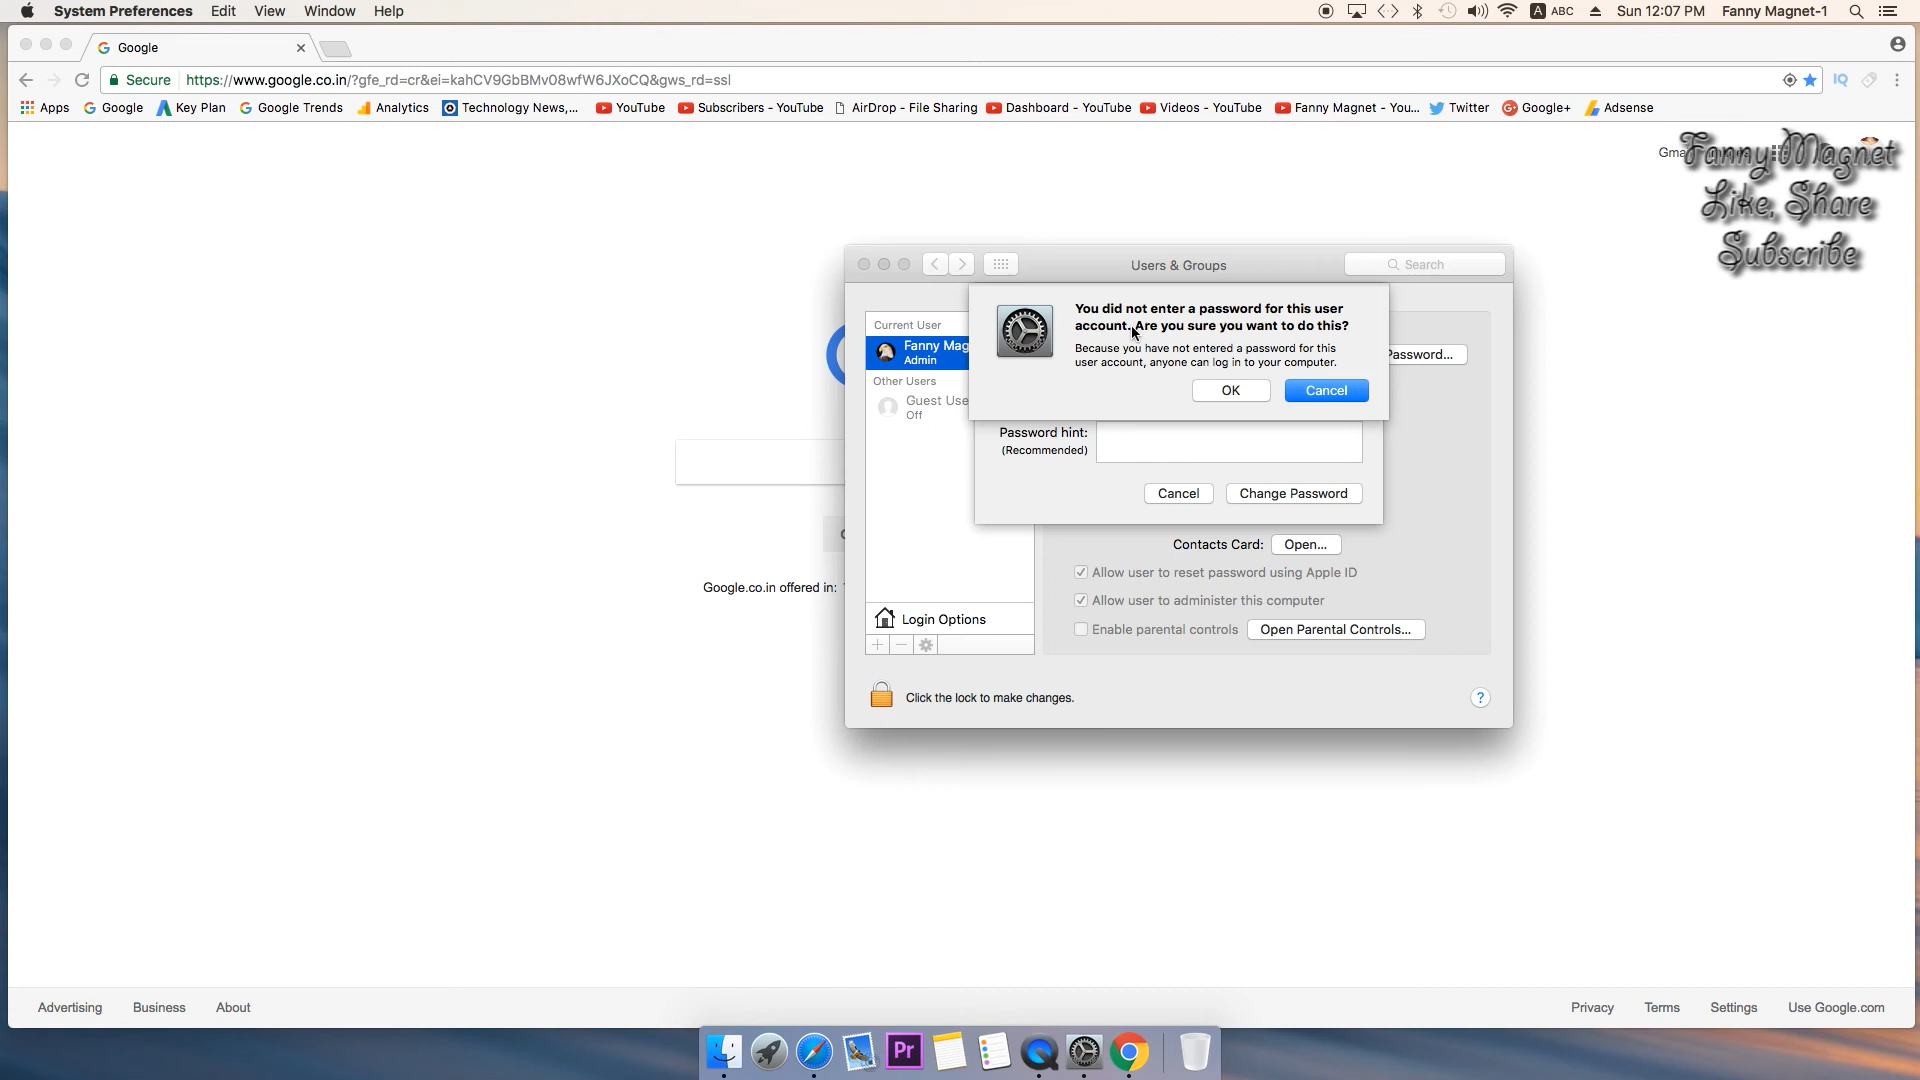 System Preferences Edit View Window Help
A ABC Sun 12:07 PM Fanny Magnet-1
Google
Secure https://www.google.co.in/?gfe_rd=cr&ei=kahCV9GbBMv08wfW6JXoCQ&gws_rd=ssl IQ
Apps Google Key Plan Google Trends Analytics Technology News,... YouTube Subscribers - YouTube AirDrop - File Sharing Dashboard - YouTube Videos - YouTube Fanny Magnet - You... Twitter Google+ Adsense
Fanny Magnet
Like, Share
Subscribe
Users & Groups
Search
Current User
Fanny Mag
Admin
Other Users
Guest Use
Off
You did not enter a password for this user
account. Are you sure you want to do this?
Because you have not entered a password for this
user account, anyone can log in to your computer.
OK Cancel
Password...
Password hint:
(Recommended)
Cancel Change Password
Contacts Card: Open...
Allow user to reset password using Apple ID
Allow user to administer this computer
Enable parental controls Open Parental Controls...
Login Options
Click the lock to make changes.
?
Google.co.in offered in:
Advertising Business About
Privacy Terms Settings Use Google.com
Pr